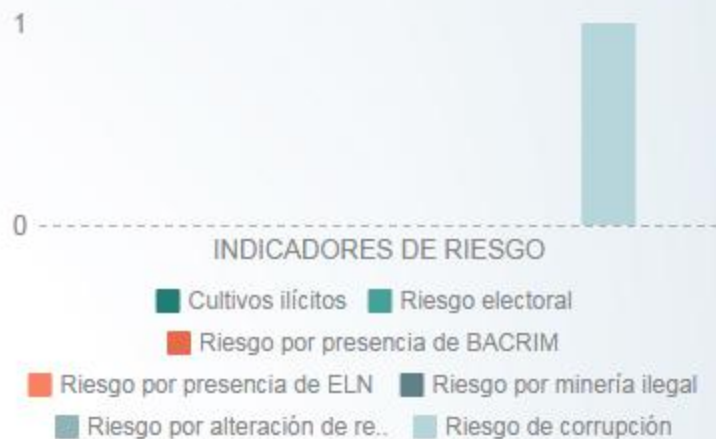 1
0
INDICADORES DE RIESGO
Cultivos ilícitos Riesgo electoral
Riesgo por presencia de BACRIM
Riesgo por presencia de ELN Riesgo por minería ilegal
Riesgo por alteración de re.. Riesgo de corrupción